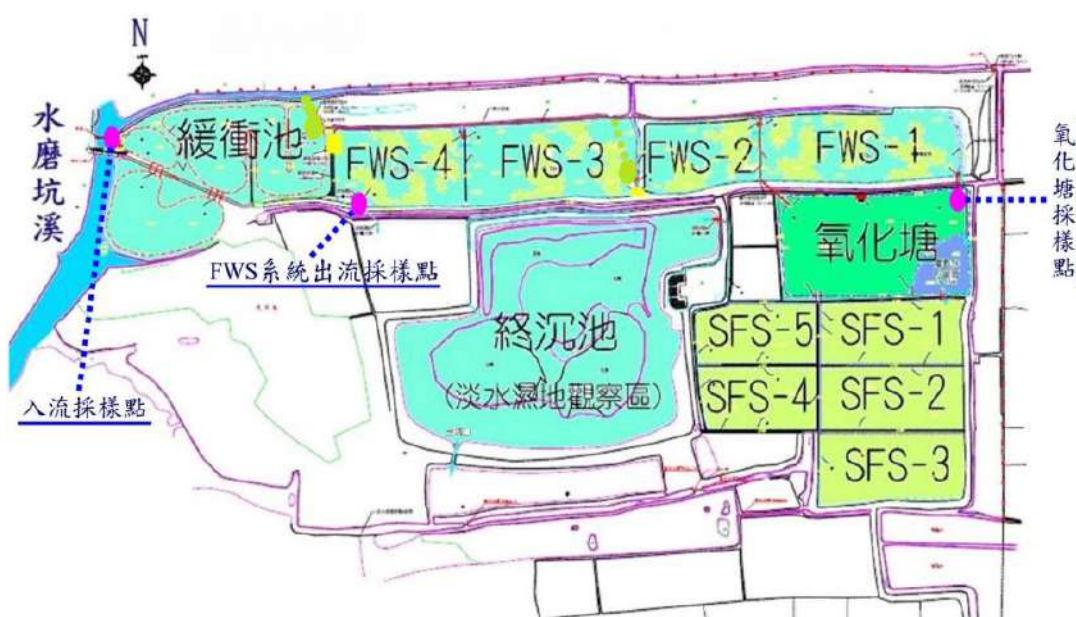 N
水磨坑溪
緩衝池
FWS-4
FWS-3
FWS-2
FWS-1
氧化塘採樣點
FWS系統出流採樣點
氧化塘
終沉池
(淡水濕地觀察區)
入流採樣點
SFS-5
SFS-1
SFS-4
SFS-2
SFS-3